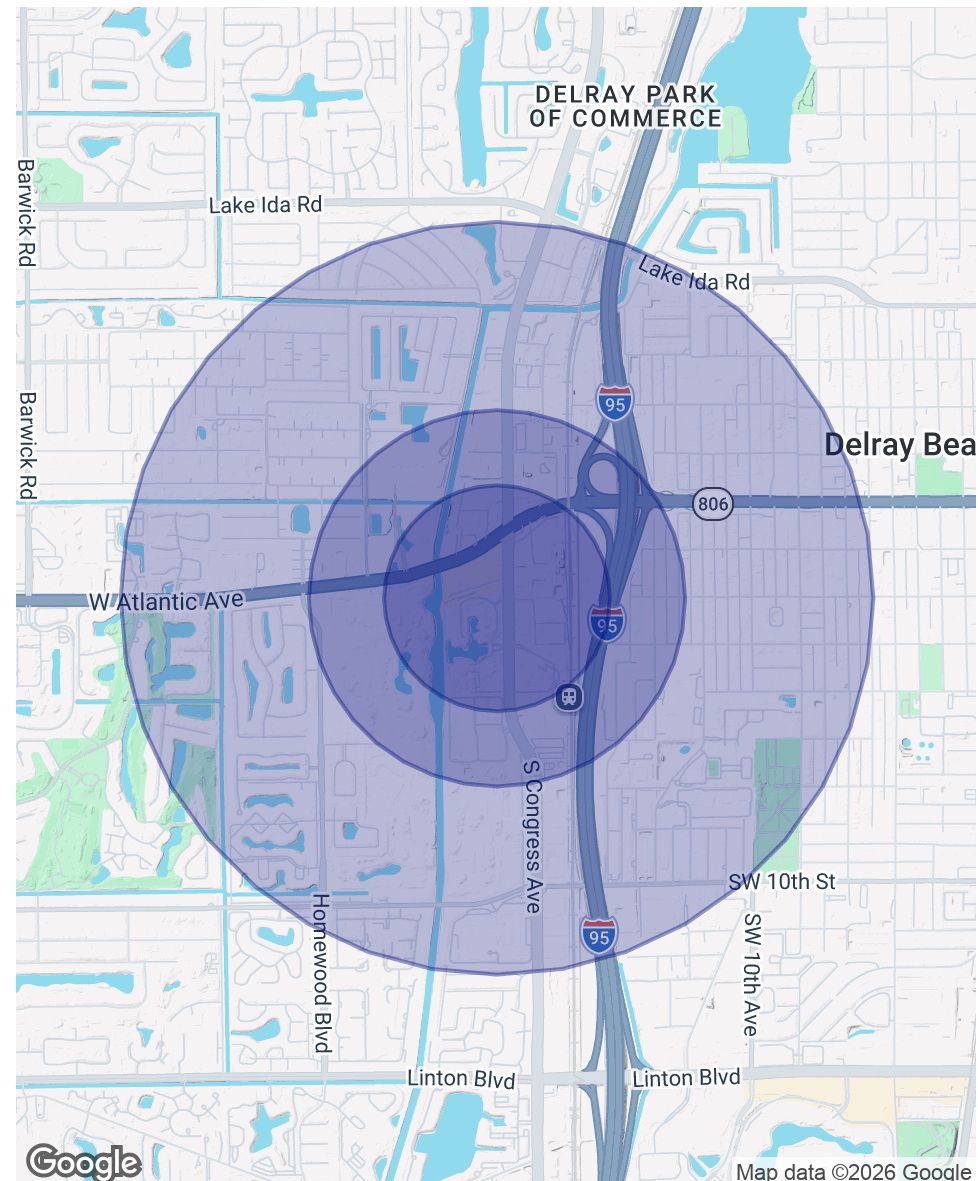 DELRAY PARK
OF COMMERCE
Barwick Rd
Lake Ida Rd
Lake Ida Rd
95
Barwick Rd
Delray Bea
806
W Atlantic Ave
95
S Congress Ave
SW 10th St
Homewood Blvd
95
SW 10th Ave
Linton Blvd
Linton Blvd
Google
Map data ©2026 Google